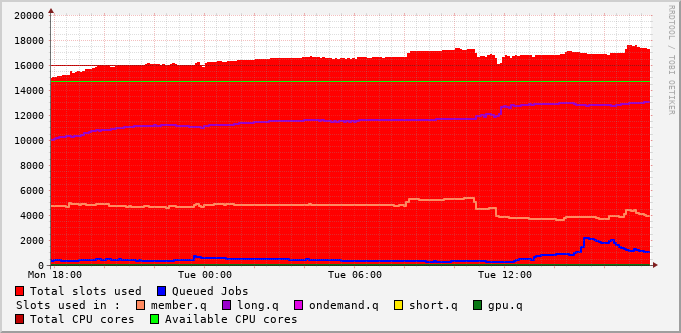 20000
18000
16000
14000
12000
10000
8000
6000
4000
2000
0
Mon 18:00 Tue 00:00 Tue 06:00 Tue 12:00
Total slots used Queued Jobs
Slots used in : member.q long.q ondemand.q short.q gpu.q
Total CPU cores Available CPU cores
RRDTOOL / TOBI OETIKER